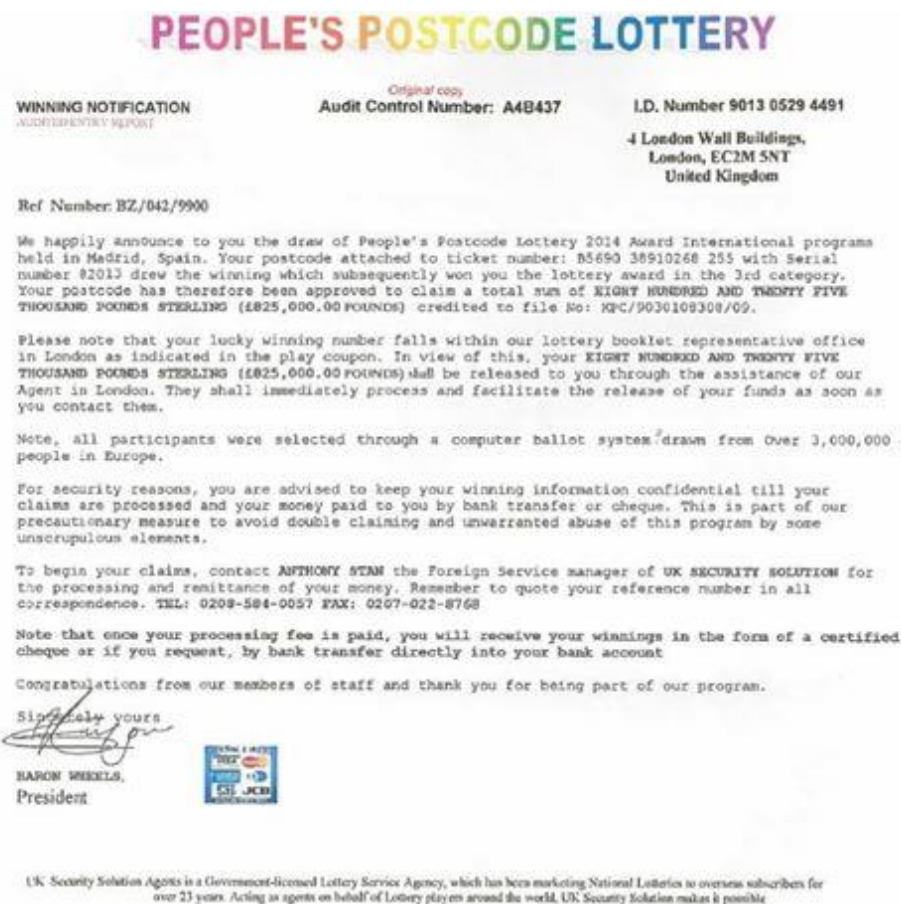 PEOPLE'S POSTCODE LOTTERY
Original copy
WINNING NOTIFICATION
Audit Control Number: A4B437
I.D. Number 9013 0529 4491
AUDITED ENTRY REPORT
4 London Wall Buildings,
London, EC2M 5NT
United Kingdom
Ref Number: BZ/042/9900
We happily announce to you the draw of People's Postcode Lottery 2014 Award International programs
held in Madrid, Spain. Your postcode attached to ticket number: B5690 38910268 255 with Serial
number 82013 drew the winning which subsequently won you the lottery award in the 3rd category.
Your postcode has therefore been approved to claim a total sum of EIGHT HUNDRED AND TWENTY FIVE
THOUSAND POUNDS STERLING (£825,000.00 POUNDS) credited to file No: KPC/9030108308/09.
Please note that your lucky winning number falls within our lottery booklet representative office
in London as indicated in the play coupon. In view of this, your EIGHT HUNDRED AND TWENTY FIVE
THOUSAND POUNDS STERLING (£825,000.00 POUNDS) shall be released to you through the assistance of our
Agent in London. They shall immediately process and facilitate the release of your funds as soon as
you contact them.
Note, all participants were selected through a computer ballot system drawn from Over 3,000,000
people in Europe.
For security reasons, you are advised to keep your winning information confidential till your
claims are processed and your money paid to you by bank transfer or cheque. This is part of our
precautionary measure to avoid double claiming and unwarranted abuse of this program by some
unscrupulous elements.
To begin your claims, contact ANTHONY STAN the Foreign Service manager of UK SECURITY SOLUTION for
the processing and remittance of your money. Remember to quote your reference number in all
correspondence. TEL: 0208-584-0057 FAX: 0207-022-8768
Note that once your processing fee is paid, you will receive your winnings in the form of a certified
cheque or if you request, by bank transfer directly into your bank account
Congratulations from our members of staff and thank you for being part of our program.
Sincerely yours
BARON WHEELS,
President
VISA
JCB
UK Security Solution Agents is a Government-licensed Lottery Service Agency, which has been marketing National Lotteries to overseas subscribers for
over 23 years. Acting as agents on behalf of Lottery players around the world, UK Security Solution makes it possible